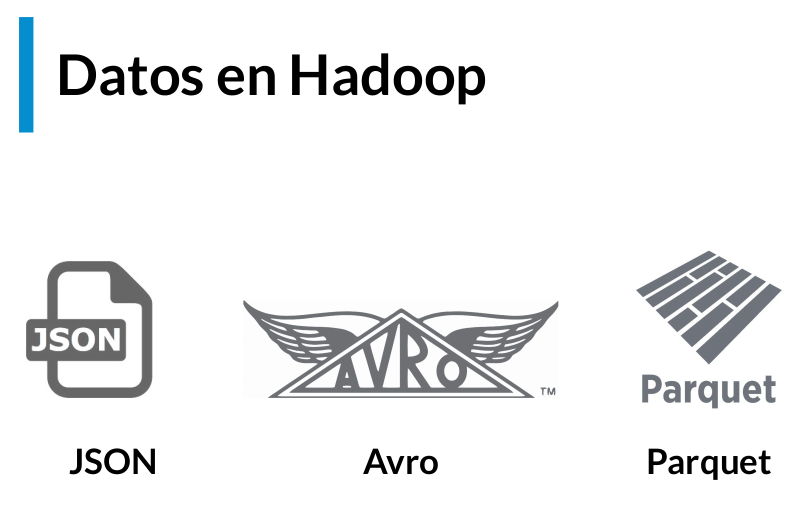 Datos en Hadoop
JSON
AVRO
TM
Parquet
JSON
Avro
Parquet